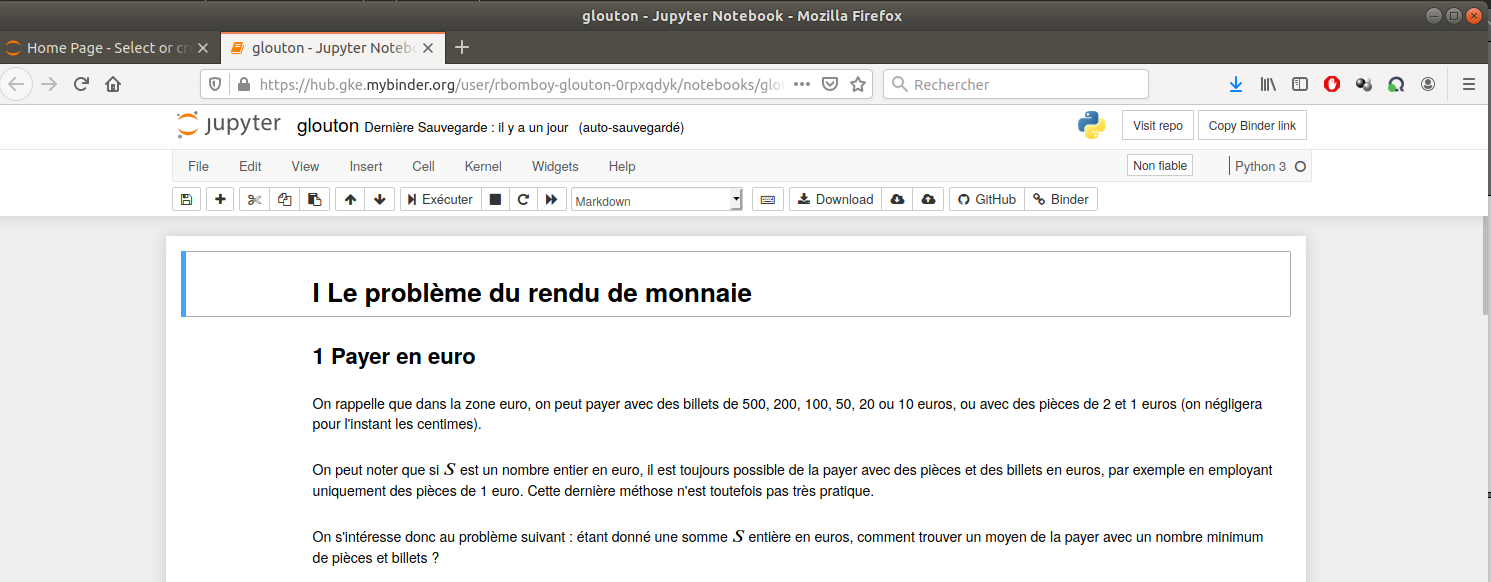 glouton - Jupyter Notebook - Mozilla Firefox
Home Page - Select or cr
glouton - Jupyter Notebo
https://hub.gke.mybinder.org/user/rbomboy-glouton-0rpxqdyk/notebooks/glou
Rechercher
jupyter glouton Dernière Sauvegarde : il y a un jour (auto-sauvegardé)
Visit repo
Copy Binder link
File Edit View Insert Cell Kernel Widgets Help
Non fiable
Python 3
Exécuter
Markdown
Download
GitHub
Binder
I Le problème du rendu de monnaie
1 Payer en euro
On rappelle que dans la zone euro, on peut payer avec des billets de 500, 200, 100, 50, 20 ou 10 euros, ou avec des pièces de 2 et 1 euros (on négligera
pour l'instant les centimes).
On peut noter que si S est un nombre entier en euro, il est toujours possible de la payer avec des pièces et des billets en euros, par exemple en employant
uniquement des pièces de 1 euro. Cette dernière méthose n'est toutefois pas très pratique.
On s'intéresse donc au problème suivant : étant donné une somme S entière en euros, comment trouver un moyen de la payer avec un nombre minimum
de pièces et billets ?